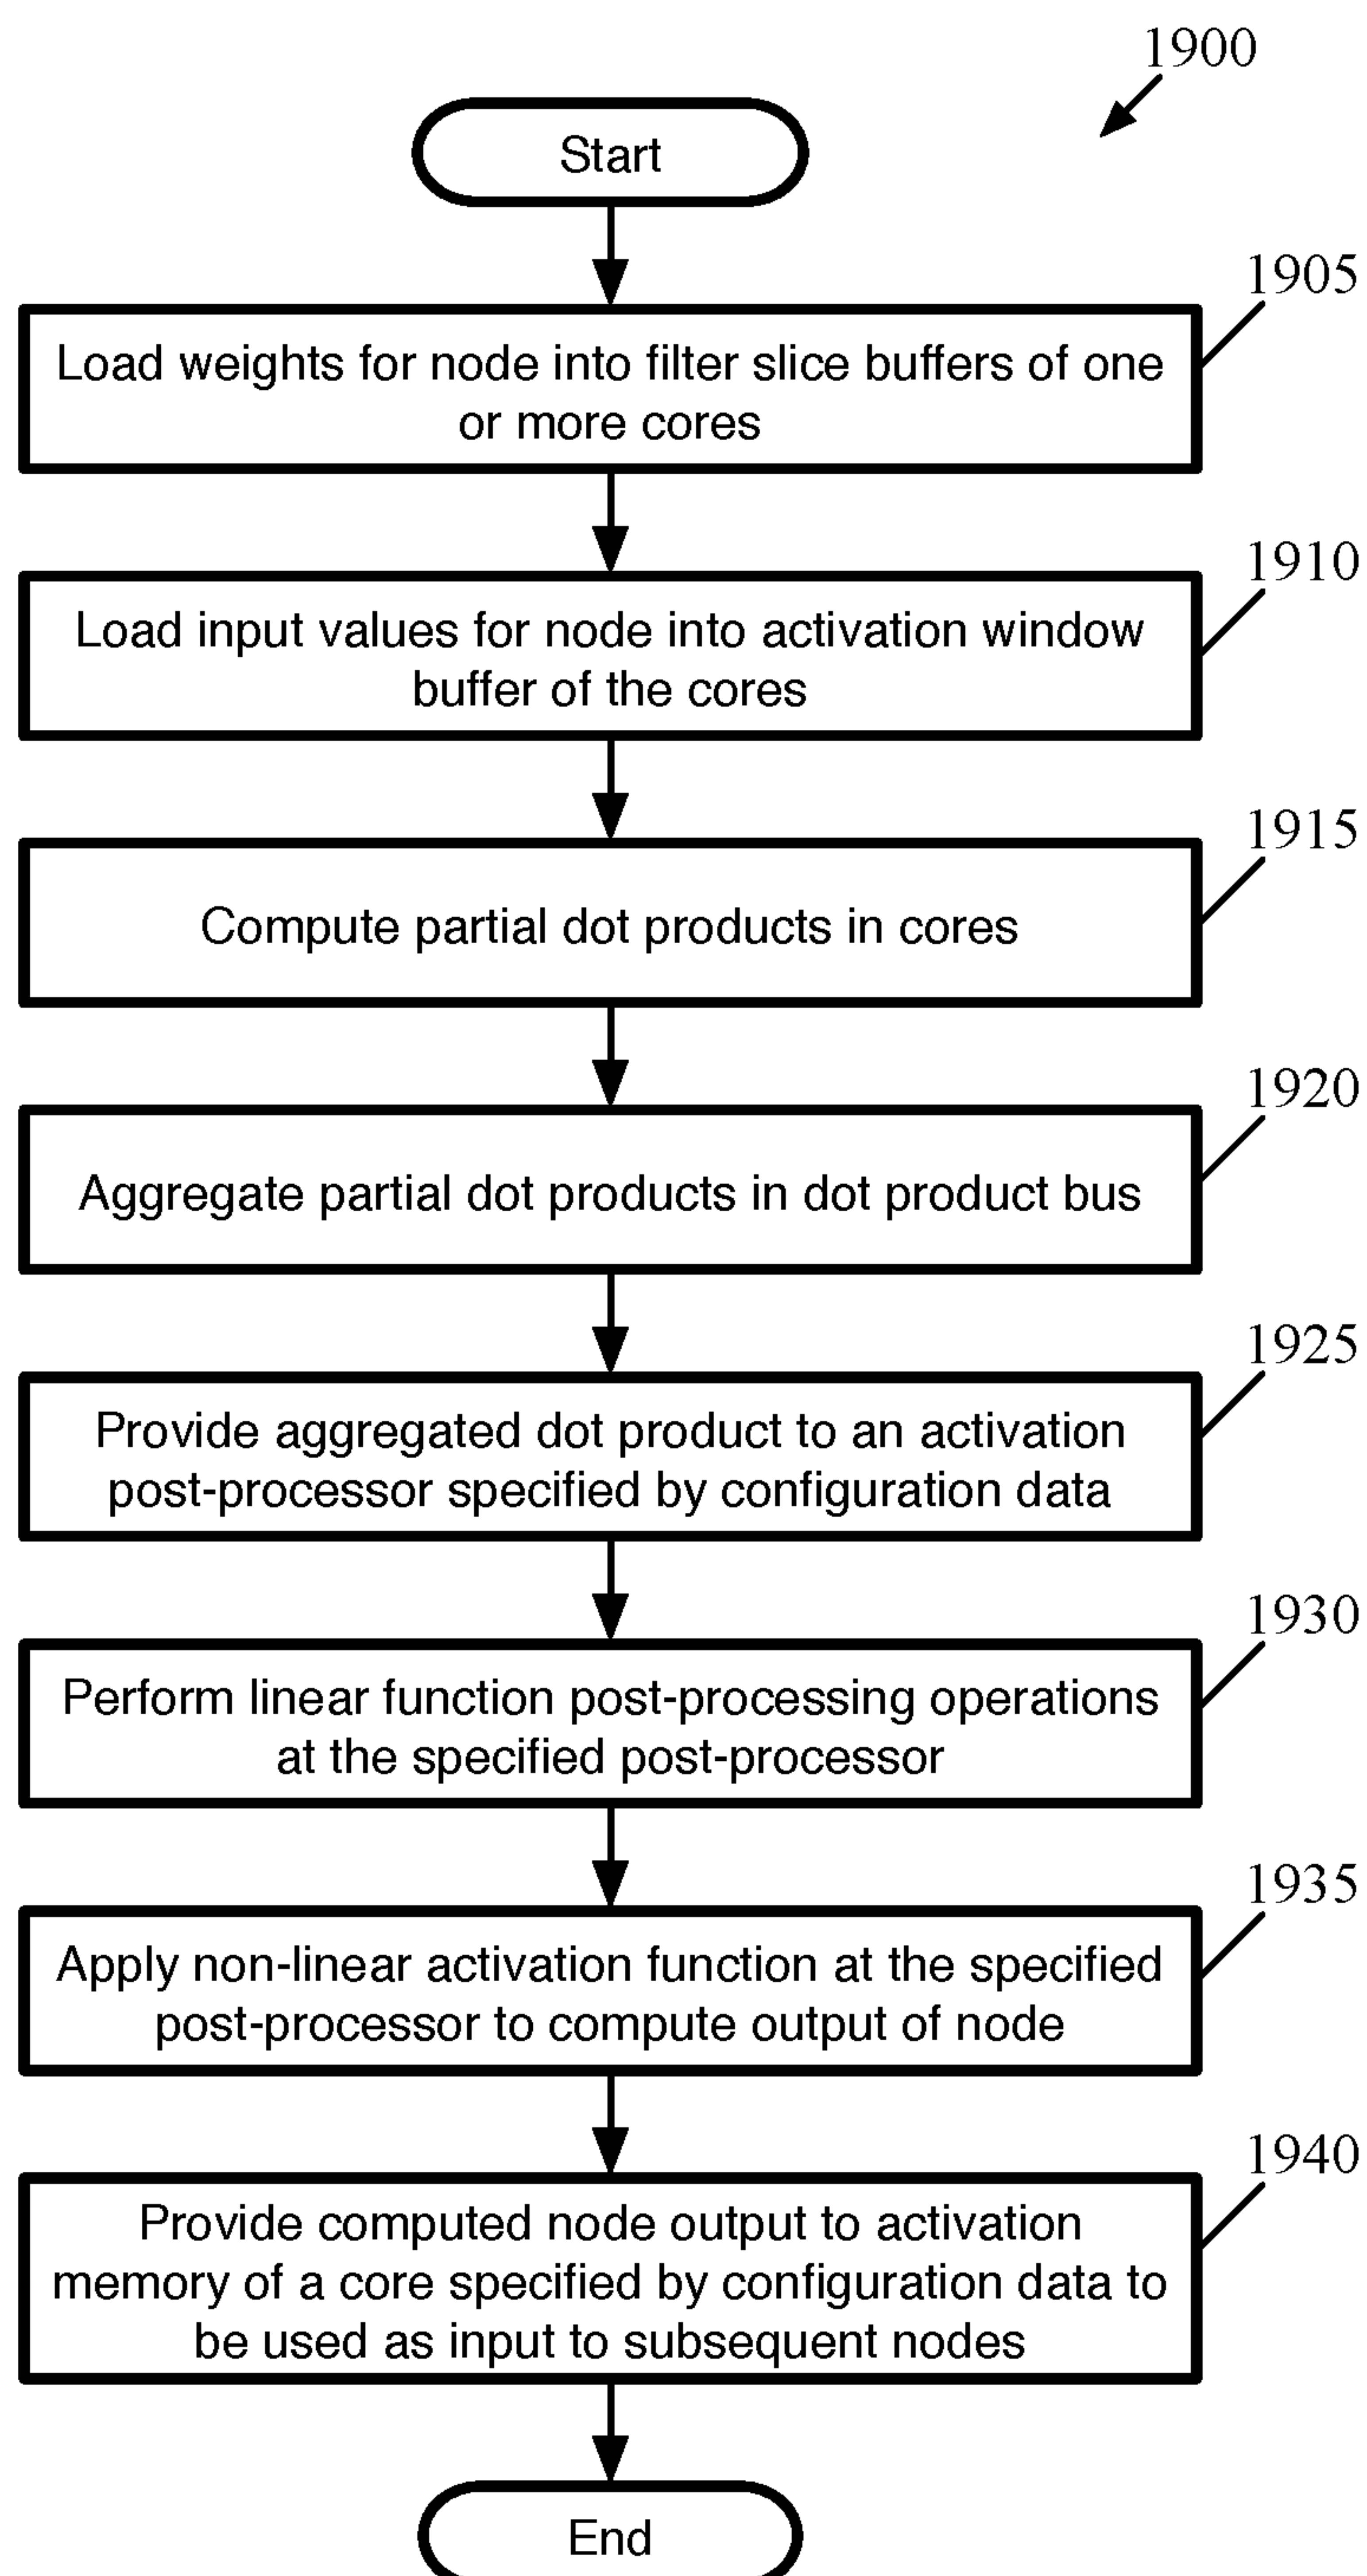 1900
Start
1905
Load weights for node into filter slice buffers of one
or more cores
1910
Load input values for node into activation window
buffer of the cores
1915
Compute partial dot products in cores
1920
Aggregate partial dot products in dot product bus
1925
Provide aggregated dot product to an activation
post-processor specified by configuration data
1930
Perform linear function post-processing operations
at the specified post-processor
1935
Apply non-linear activation function at the specified
post-processor to compute output of node
1940
Provide computed node output to activation
memory of a core specified by configuration data to
be used as input to subsequent nodes
End